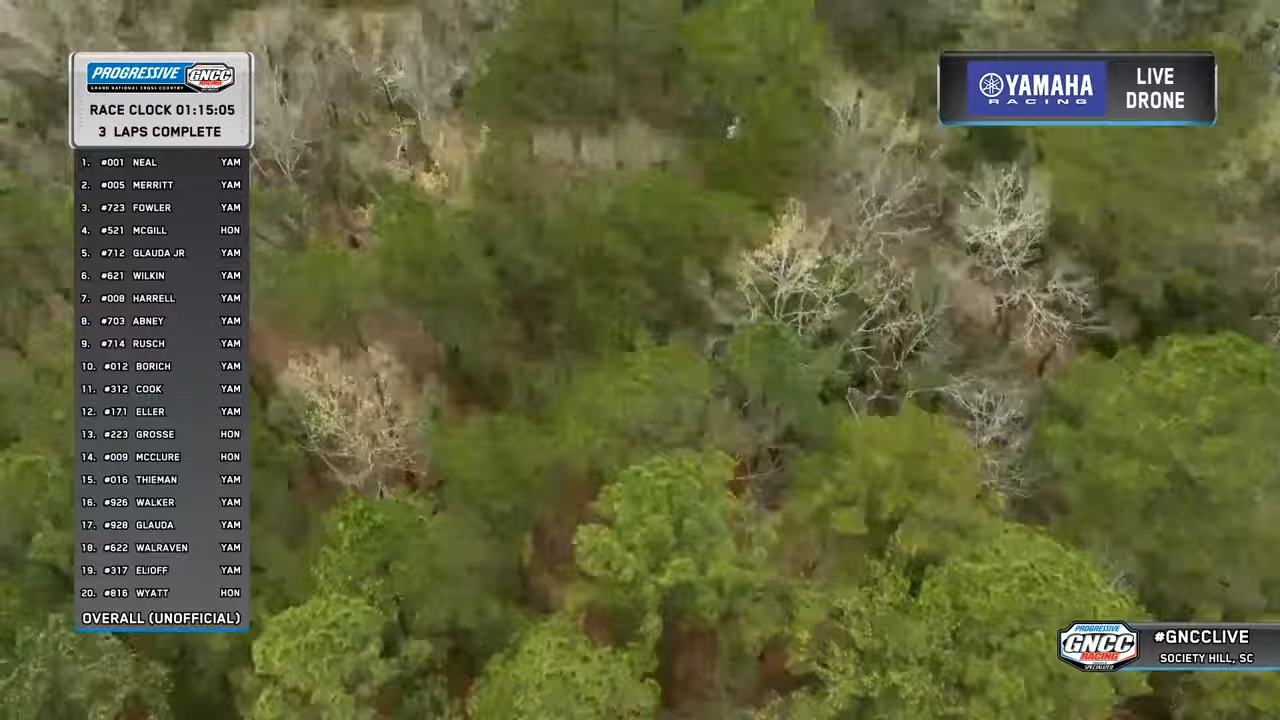 PROGRESSIVE GNCC RACING
GRAND NATIONAL CROSS COUNTRY
RACE CLOCK 01:15:05
3 LAPS COMPLETE
1. #001 NEAL YAM
2. #005 MERRITT YAM
3. #723 FOWLER YAM
4. #521 MCGILL HON
5. #712 GLAUDA JR YAM
6. #621 WILKIN YAM
7. #008 HARRELL YAM
8. #703 ABNEY YAM
9. #714 RUSCH YAM
10. #012 BORICH YAM
11. #312 COOK YAM
12. #171 ELLER YAM
13. #223 GROSSE HON
14. #009 MCCLURE HON
15. #016 THIEMAN YAM
16. #926 WALKER YAM
17. #928 GLAUDA YAM
18. #622 WALRAVEN YAM
19. #317 ELIOFF YAM
20. #816 WYATT HON
OVERALL (UNOFFICIAL)
YAMAHA
RACING
LIVE
DRONE
PROGRESSIVE
GNCC
RACING
SPECIALIZED
#GNCCLIVE
SOCIETY HILL, SC